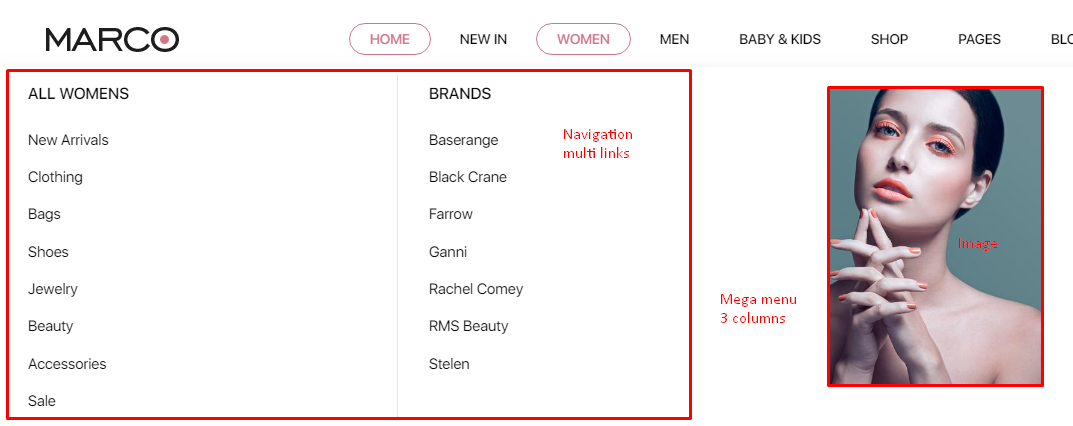 MARCO
HOME NEW IN WOMEN MEN BABY & KIDS SHOP PAGES BLO
ALL WOMENS
New Arrivals
Clothing
Bags
Shoes
Jewelry
Beauty
Accessories
Sale
BRANDS
Baserange
Black Crane
Farrow
Ganni
Rachel Comey
RMS Beauty
Stelen
Navigation
multi links
Mega menu
3 columns
Image